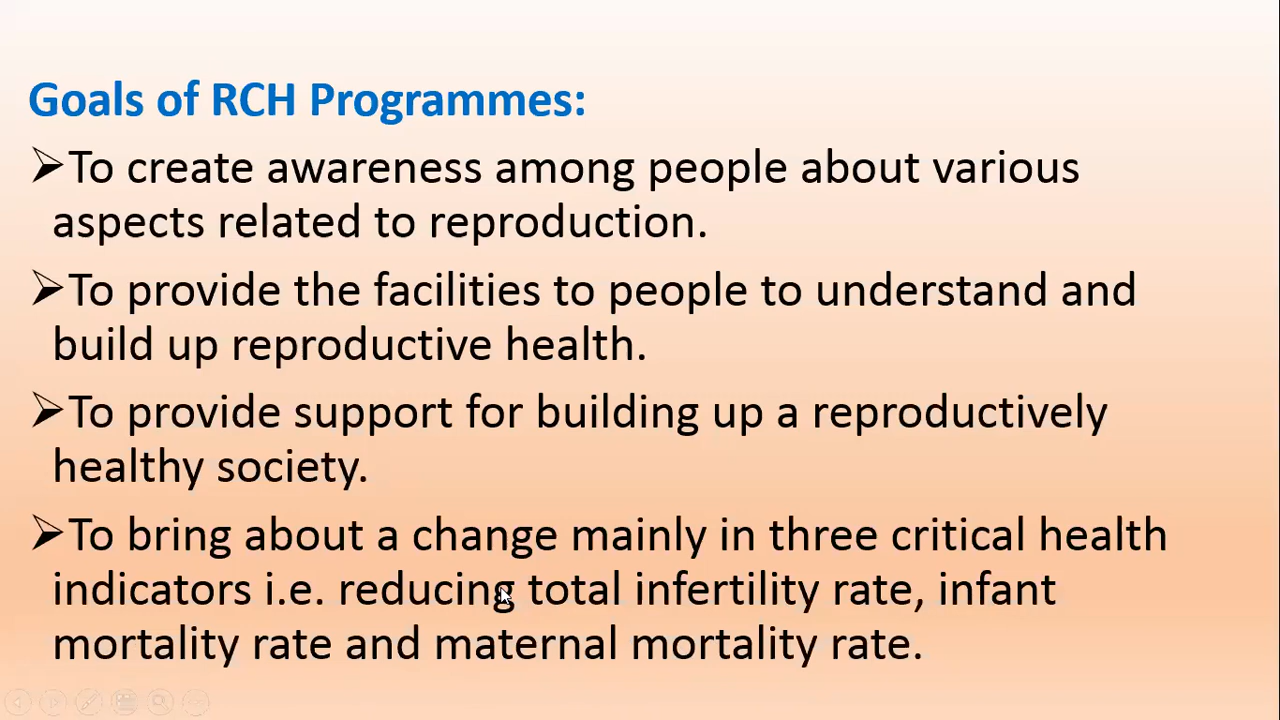 Goals of RCH Programmes:
➢To create awareness among people about various
aspects related to reproduction.
➢To provide the facilities to people to understand and
build up reproductive health.
➢To provide support for building up a reproductively
healthy society.
➢To bring about a change mainly in three critical health
indicators i.e. reducing total infertility rate, infant
mortality rate and maternal mortality rate.